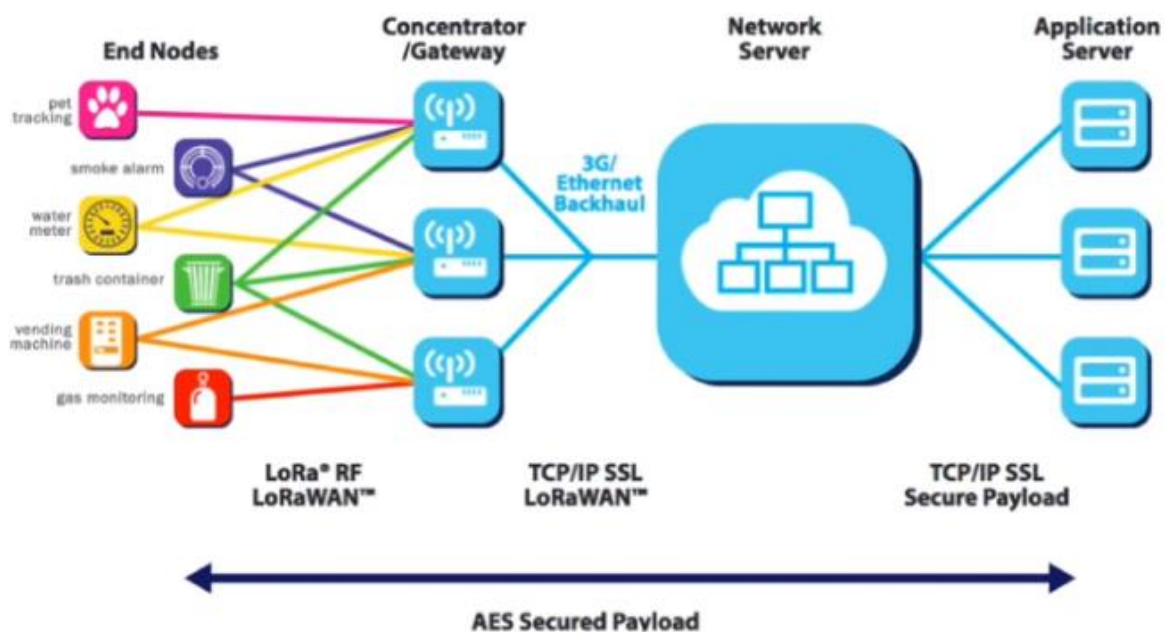 End Nodes
Concentrator
/Gateway
Network
Server
Application
Server
pet
tracking
smoke alarm
water
meter
trash container
vending
machine
gas monitoring
3G/
Ethernet
Backhaul
LoRa® RF
LoRaWAN™
TCP/IP SSL
LoRaWAN™
TCP/IP SSL
Secure Payload
AES Secured Payload